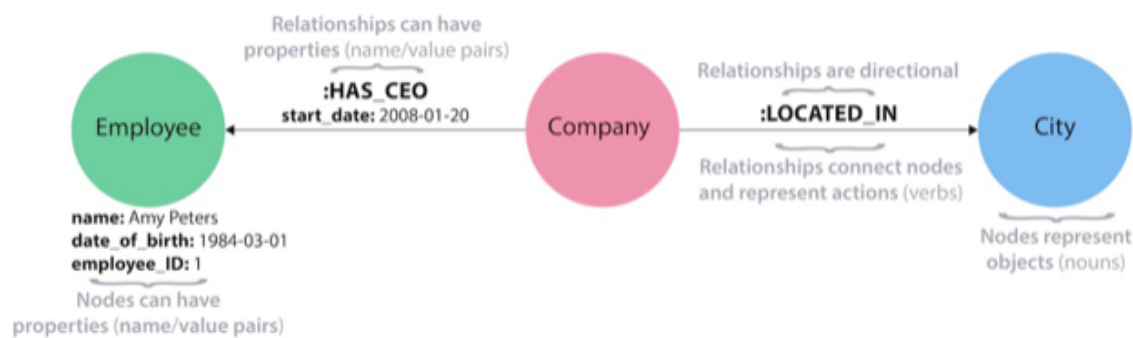 Relationships can have
properties (name/value pairs)
:HAS_CEO
start_date: 2008-01-20
Employee
Company
Relationships are directional
:LOCATED_IN
City
Relationships connect nodes
and represent actions (verbs)
name: Amy Peters
date_of_birth: 1984-03-01
employee_ID: 1
Nodes can have
properties (name/value pairs)
Nodes represent
objects (nouns)